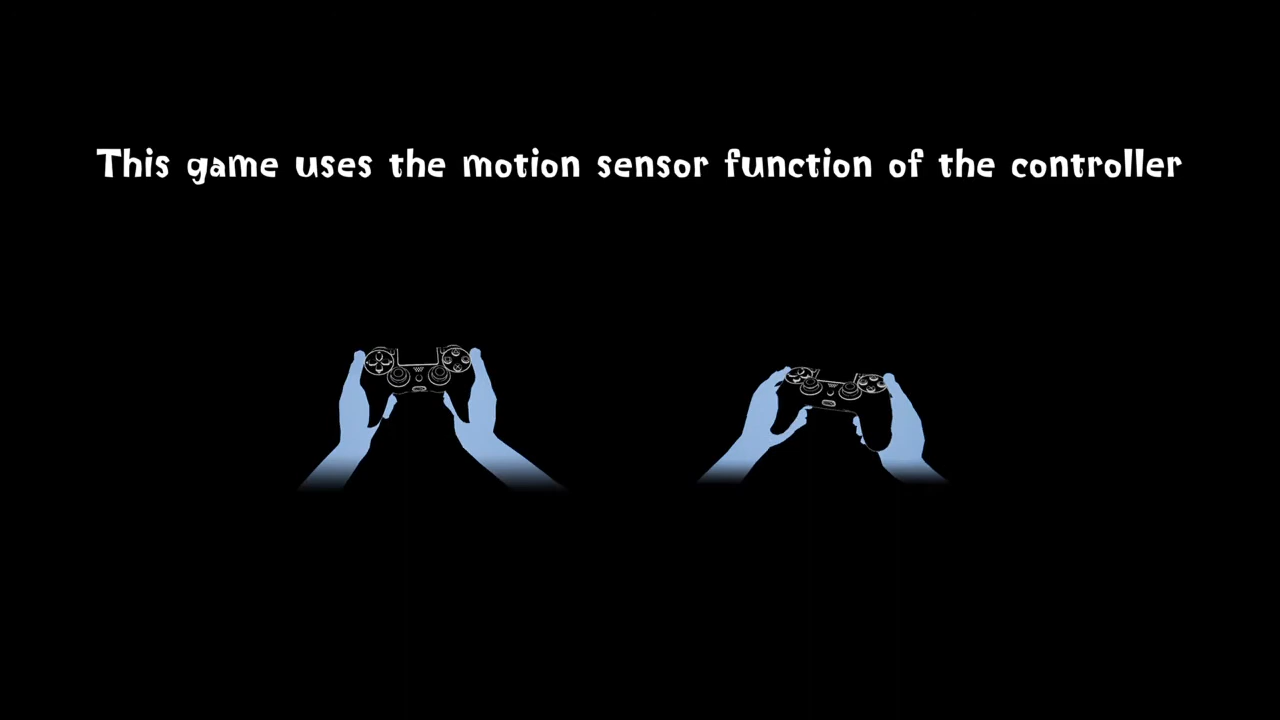 This game uses the motion sensor function of the controller